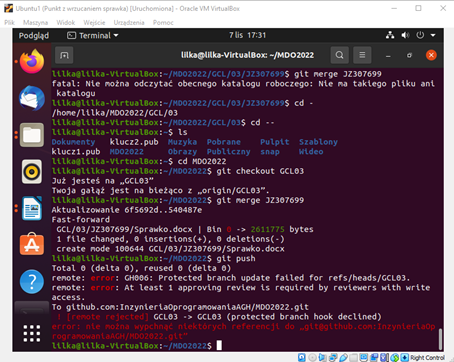 Ubuntu1 (Punkt z wrzucaniem sprawka) [Uruchomiona] - Oracle VM VirtualBox
Plik Maszyna Widok Wejście Urządzenia Pomoc
Podgląd Terminal 7 lis 17:31
lilka@lilka-VirtualBox: ~/MDO2022
lilka@lilka-VirtualBox:~/MDO2022/GCL/03/JZ307699$ git merge JZ307699
fatal: Nie można odczytać obecnego katalogu roboczego: Nie ma takiego pliku ani
 katalogu
lilka@lilka-VirtualBox:~/MDO2022/GCL/03/JZ307699$ cd -
/home/lilka/MDO2022/GCL/03
lilka@lilka-VirtualBox:~/MDO2022/GCL/03$ cd --
lilka@lilka-VirtualBox:~$ ls
Dokumenty klucz2.pub Muzyka Pobrane Pulpit Szablony
klucz1.pub MDO2022 Obrazy Publiczny snap Wideo
lilka@lilka-VirtualBox:~$ cd MDO2022
lilka@lilka-VirtualBox:~/MDO2022$ git checkout GCL03
Już jesteś na „GCL03”
Twoja gałąź jest na bieżąco z „origin/GCL03”.
lilka@lilka-VirtualBox:~/MDO2022$ git merge JZ307699
Aktualizowanie 6f5692d..540487e
Fast-forward
 GCL/03/JZ307699/Sprawko.docx | Bin 0 -> 2611775 bytes
 1 file changed, 0 insertions(+), 0 deletions(-)
 create mode 100644 GCL/03/JZ307699/Sprawko.docx
lilka@lilka-VirtualBox:~/MDO2022$ git push
Total 0 (delta 0), reused 0 (delta 0)
remote: error: GH006: Protected branch update failed for refs/heads/GCL03.
remote: error: At least 1 approving review is required by reviewers with write
access.
To github.com:InzynieriaOprogramowaniaAGH/MDO2022.git
 ! [remote rejected] GCL03 -> GCL03 (protected branch hook declined)
error: nie można wypchnąć niektórych referencji do „git@github.com:InzynieriaOp
rogramowaniaAGH/MDO2022.git”
lilka@lilka-VirtualBox:~/MDO2022$
Right Control